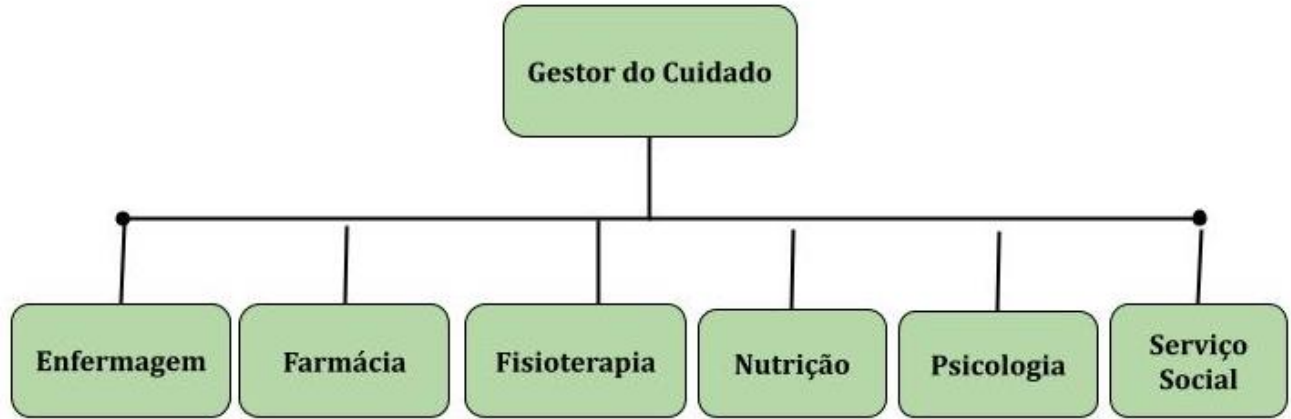 Gestor do Cuidado
Enfermagem
Farmácia
Fisioterapia
Nutrição
Psicologia
Serviço
Social